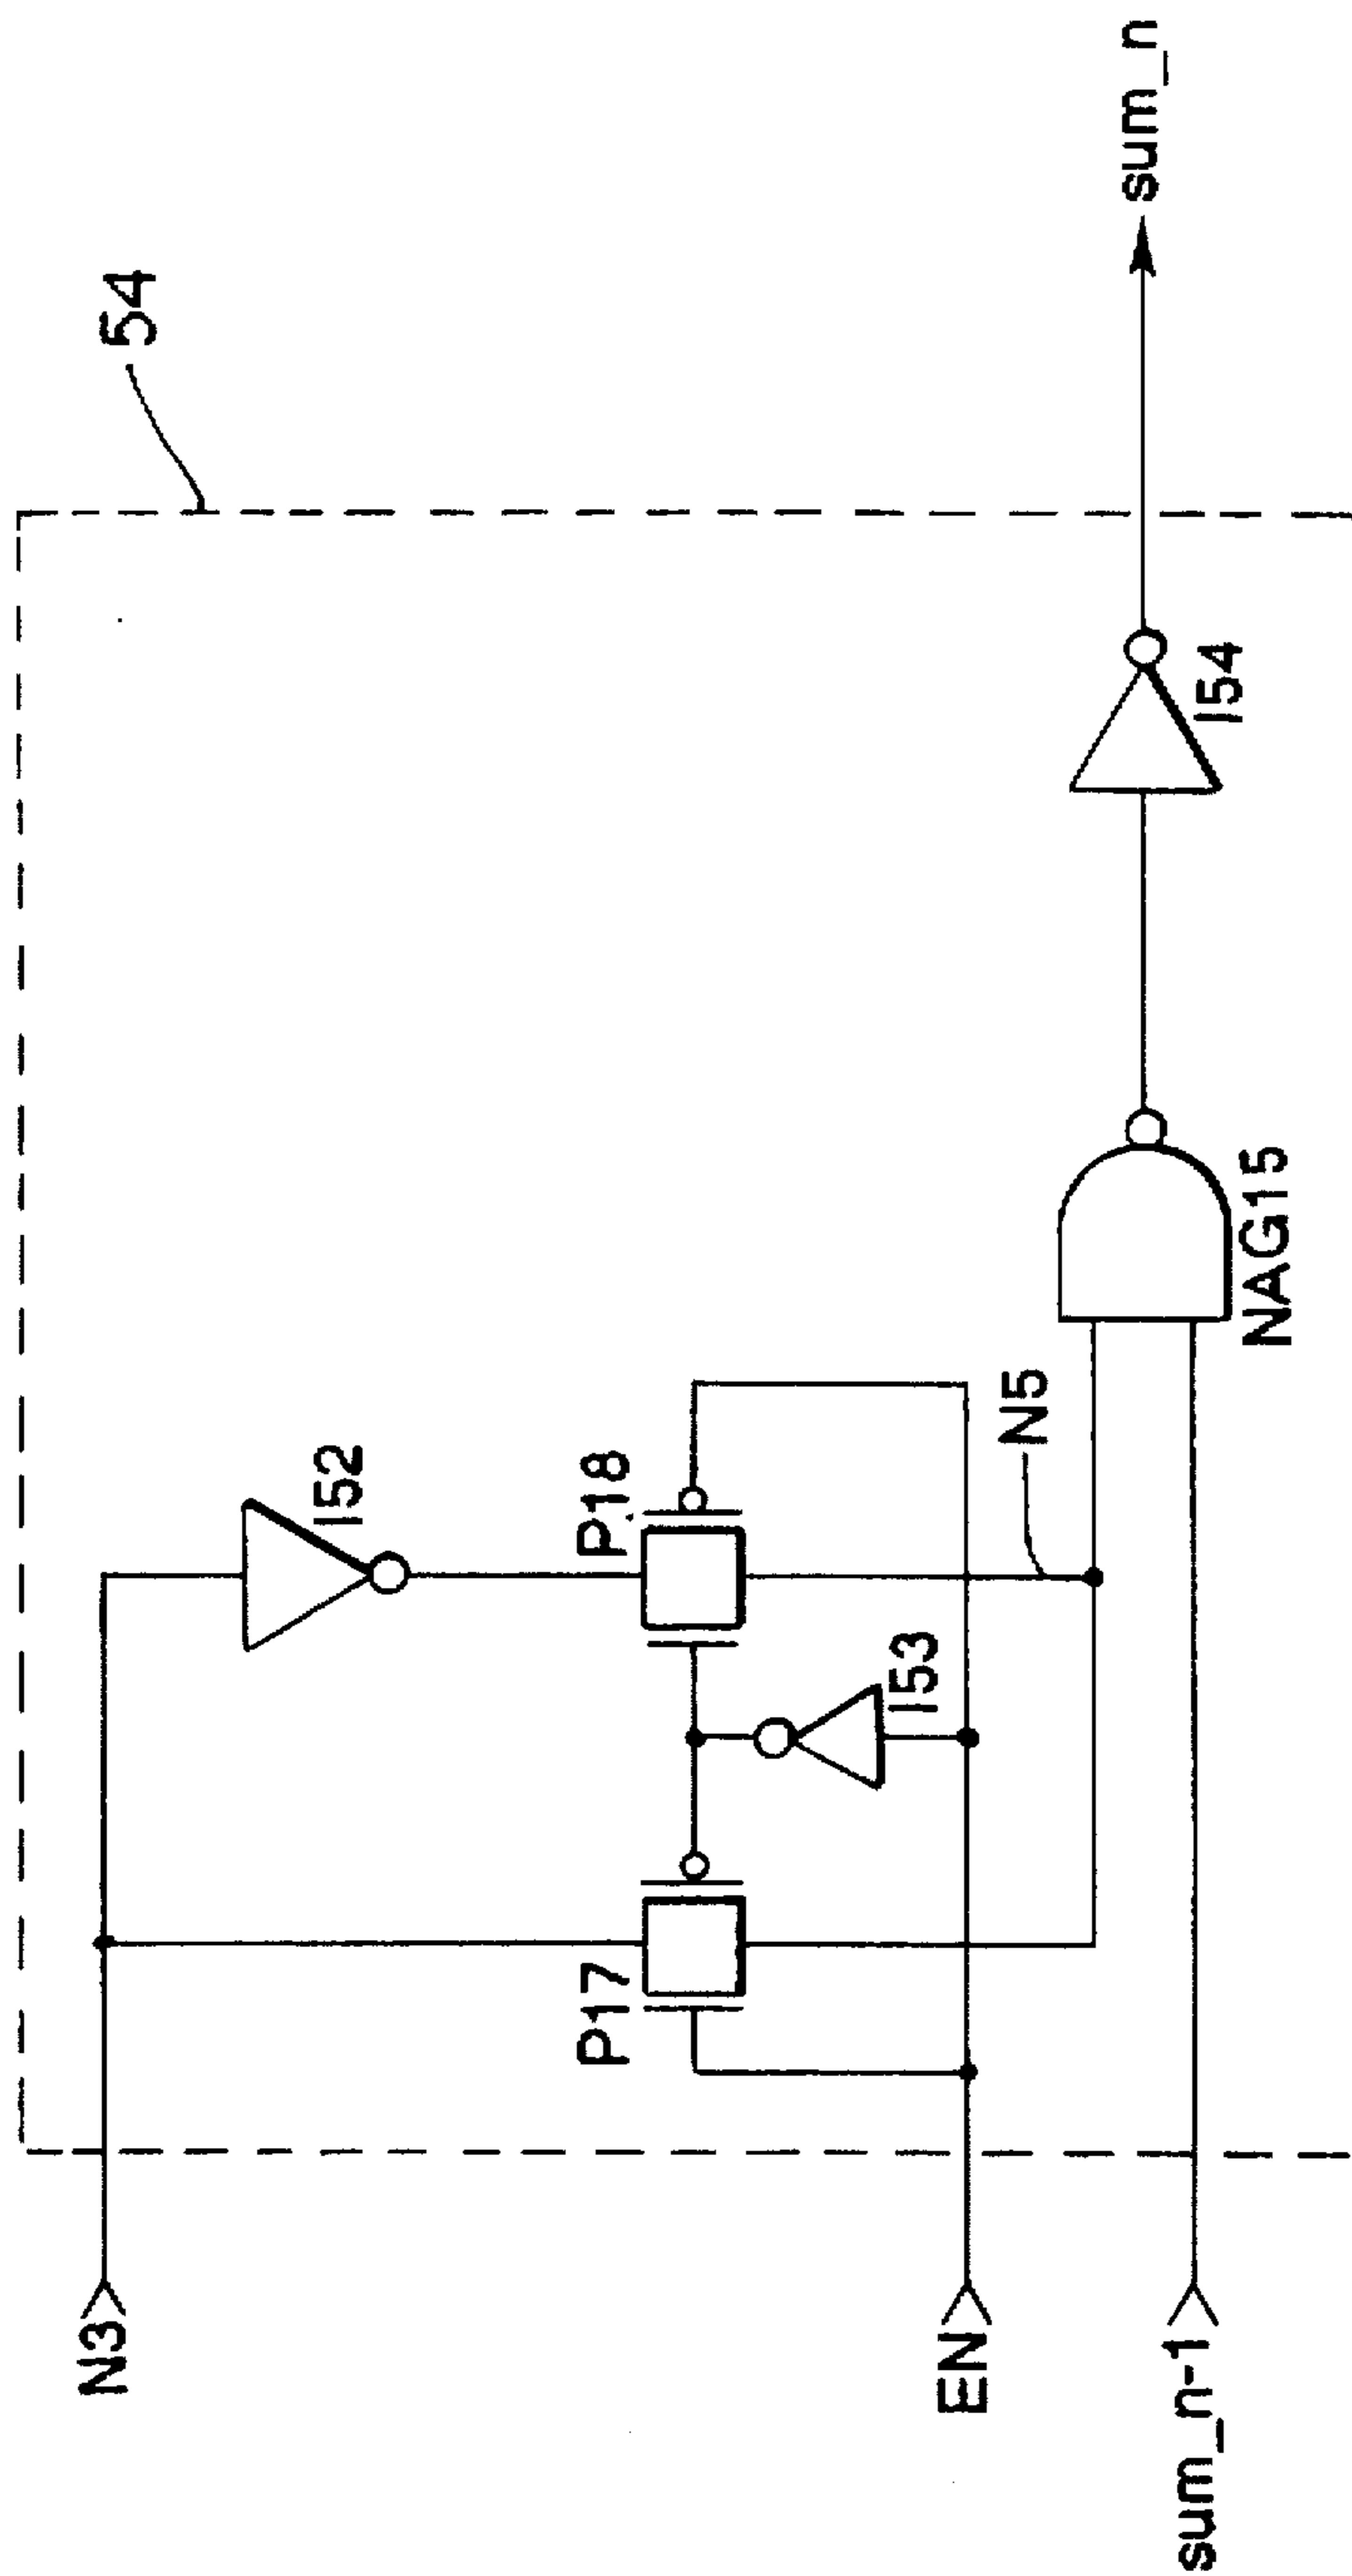 54
N3
I52
P17
P18
I53
EN
N5
sum_n-1
NAG15
I54
sum_n